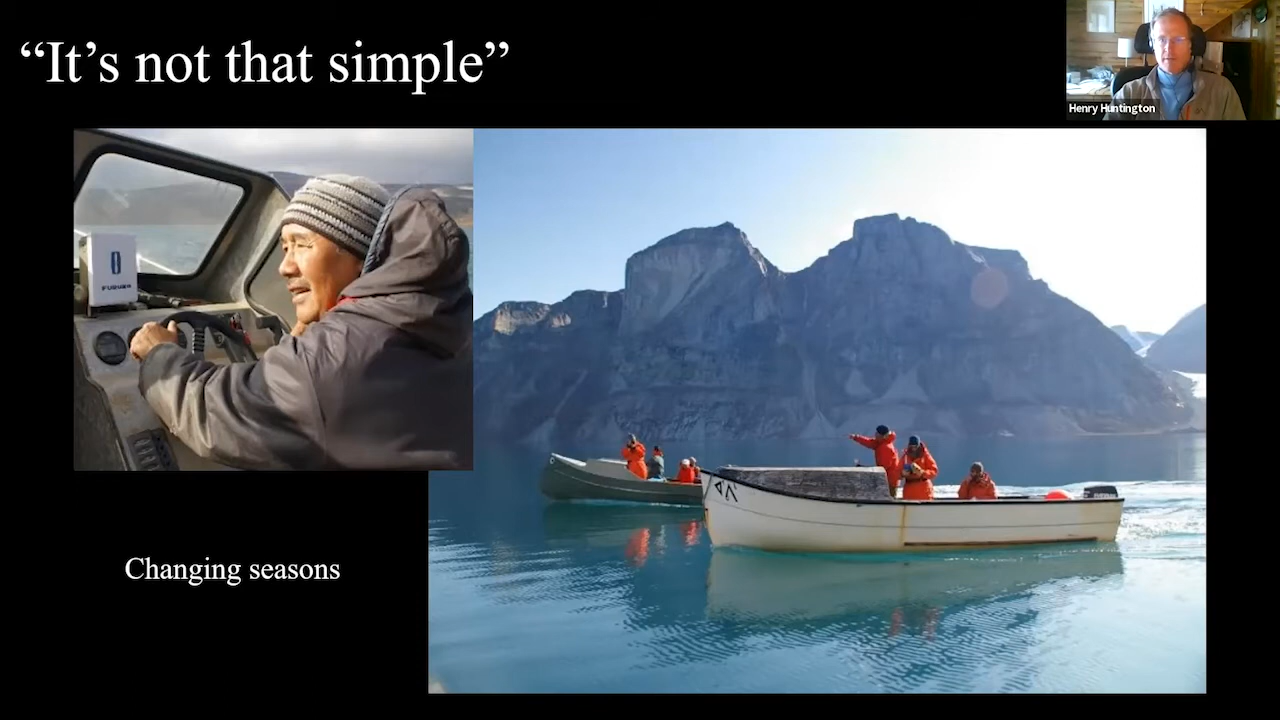 “It’s not that simple”
Henry Huntington
FURUNO
Changing seasons